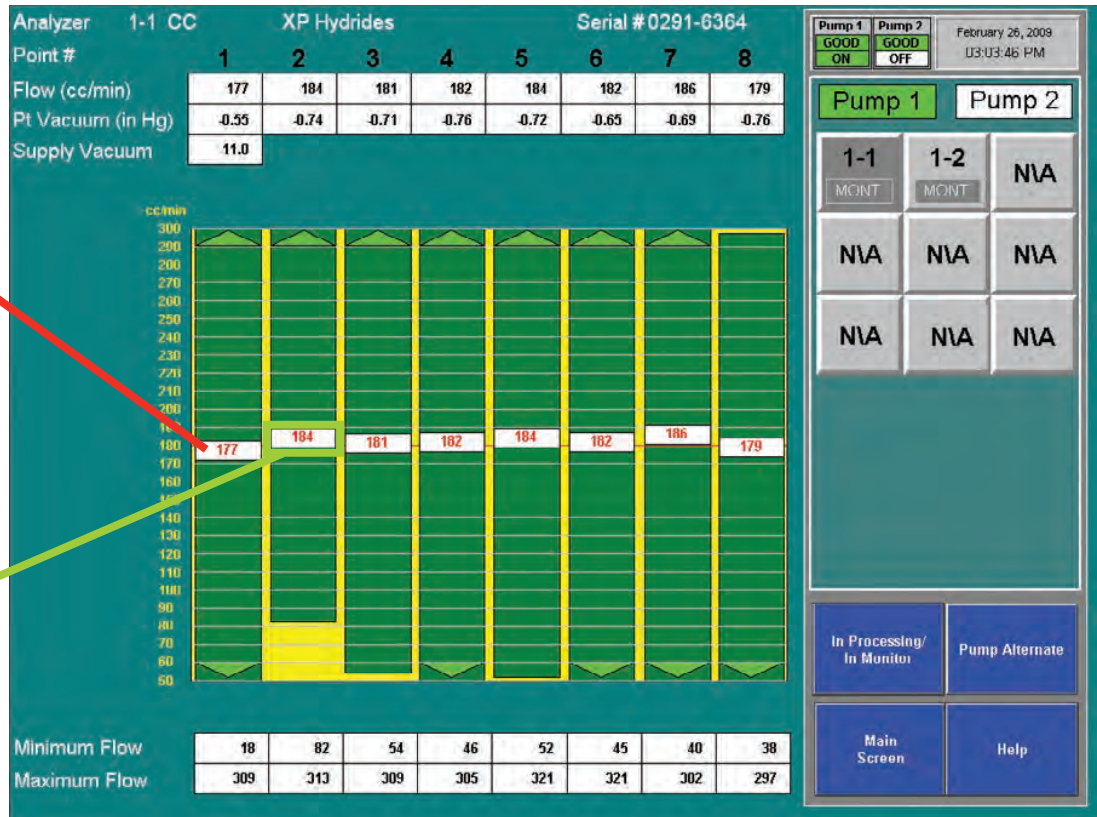 Analyzer 1-1 CC XP Hydrides Serial # 0291-6364
Point # 1 2 3 4 5 6 7 8
Flow (cc/min) 177 184 181 182 184 182 186 179
Pt Vacuum (in Hg) -0.55 -0.74 -0.71 -0.76 -0.72 -0.65 -0.69 -0.76
Supply Vacuum 11.0
cc/min
300
290
280
270
260
250
240
230
220
210
200
180
170
160
140
130
120
110
100
90
80
70
60
50
177 184 181 182 184 182 186 179
Minimum Flow 18 82 54 46 52 45 40 38
Maximum Flow 309 313 309 305 321 321 302 297
Pump 1 Pump 2
GOOD GOOD
ON OFF
February 26, 2009
03:03:46 PM
Pump 1 Pump 2
1-1 1-2 N\A
MONT MONT
N\A N\A N\A
N\A N\A N\A
In Processing/
In Monitor
Pump Alternate
Main
Screen
Help